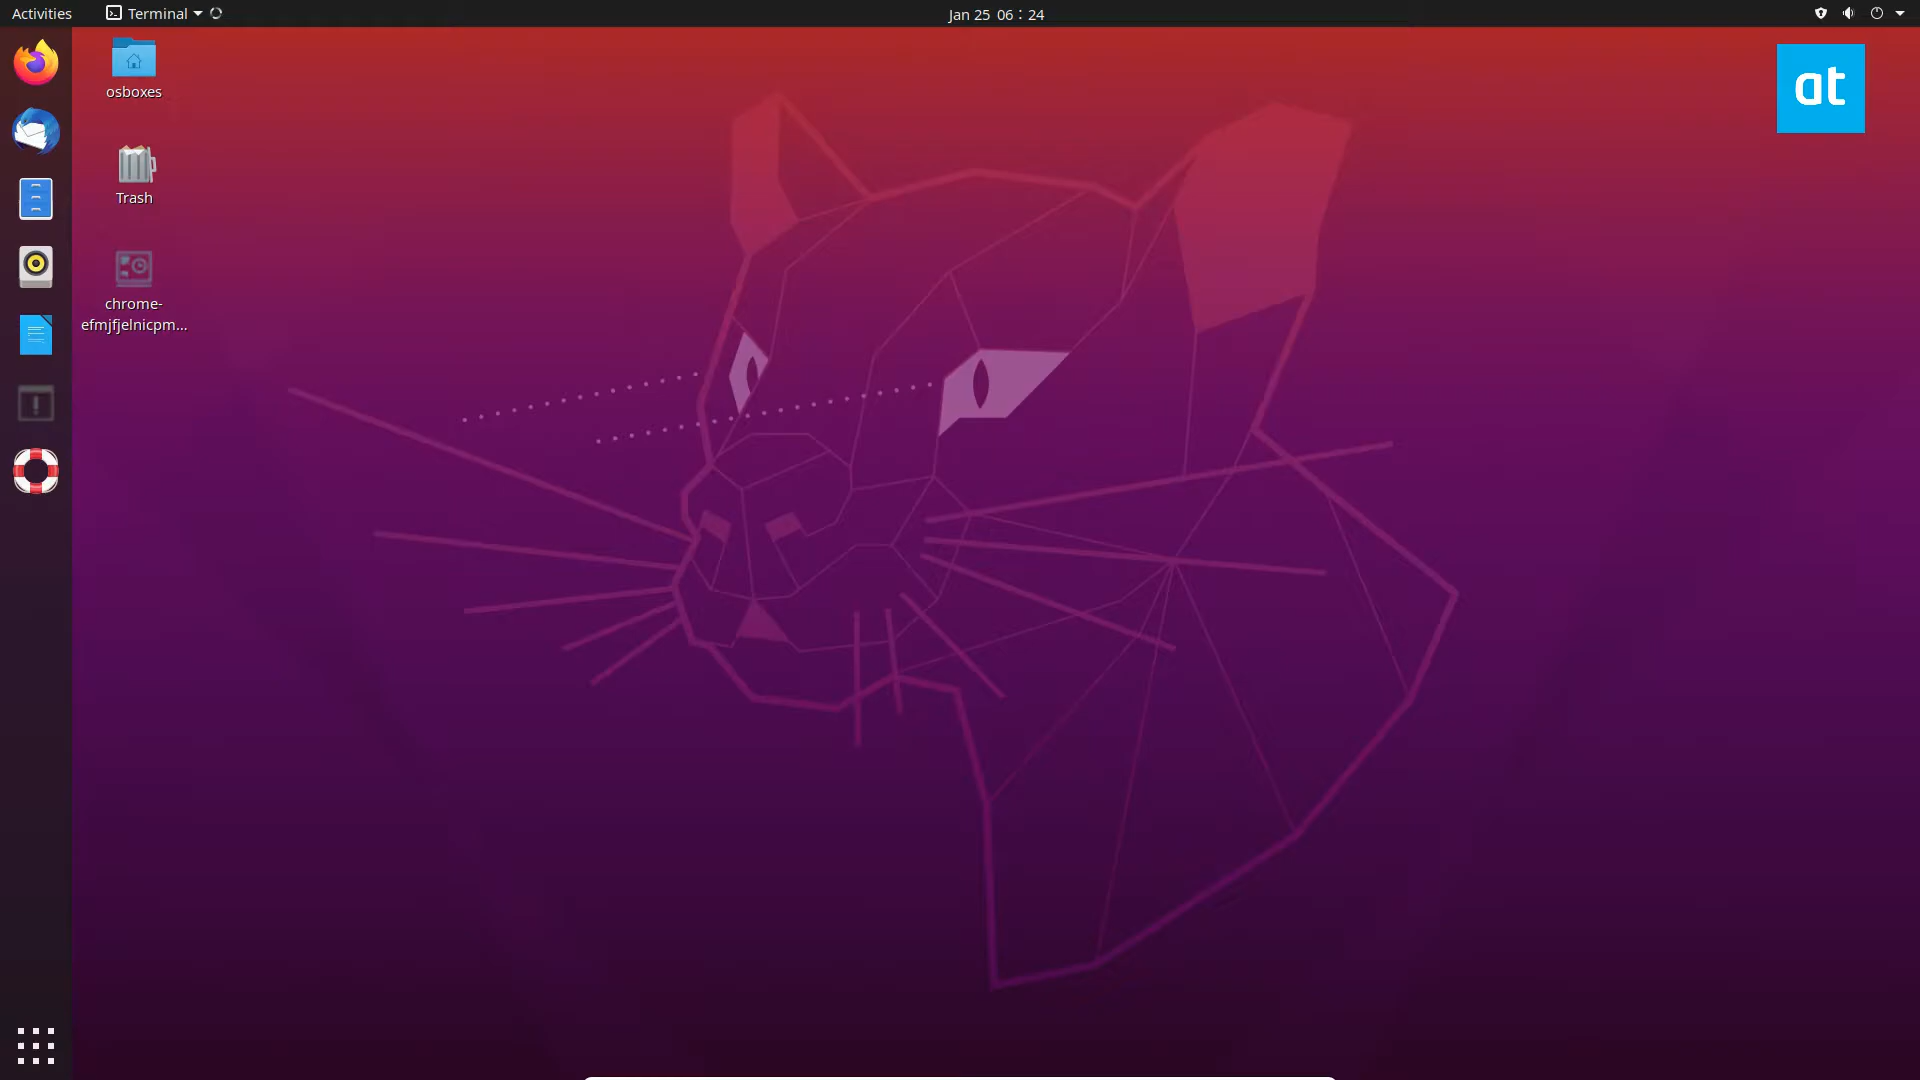 Activities
Terminal
Jan 25 06:24
at
osboxes
Trash
chrome-
efmjfjelnicpm...